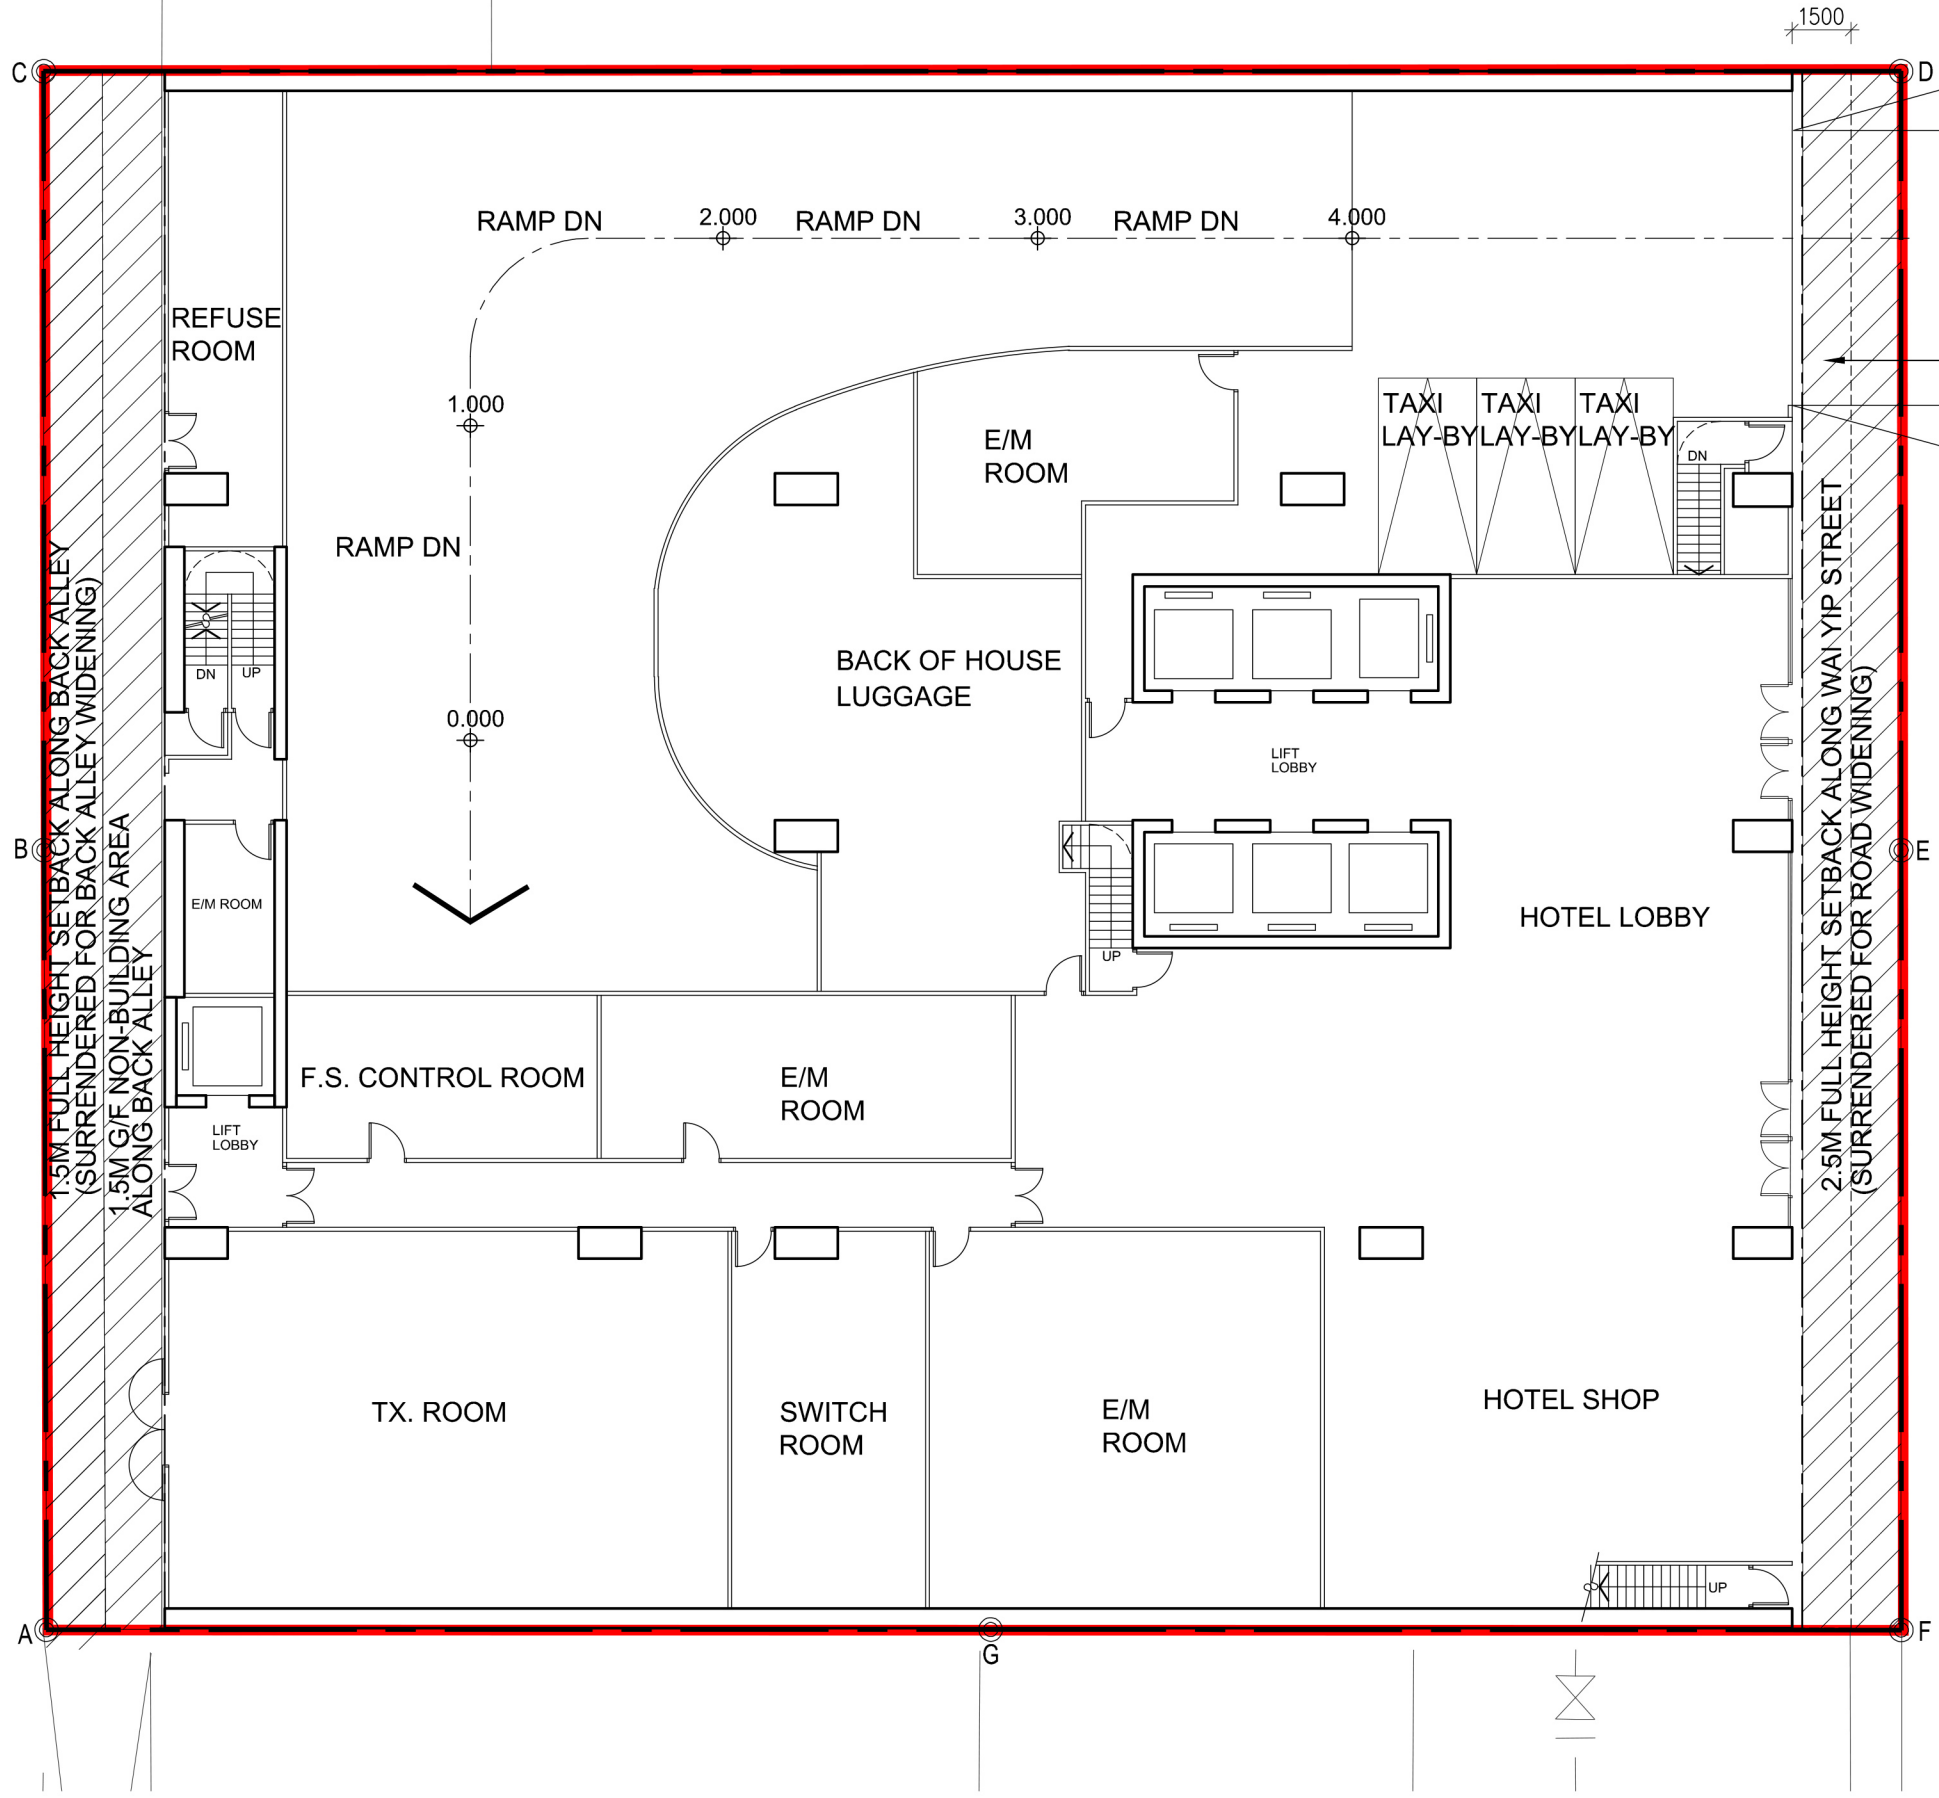 1500
C
D
RAMP DN
2.000
RAMP DN
3.000
RAMP DN
4.000
REFUSE
ROOM
1.000
TAXI
LAY-BY
TAXI
LAY-BY
TAXI
LAY-BY
E/M
ROOM
DN
RAMP DN
BACK OF HOUSE
LUGGAGE
DN
UP
0.000
LIFT
LOBBY
B
E
E/M ROOM
HOTEL LOBBY
UP
1.5M FULL HEIGHT SETBACK ALONG BACK ALLEY
(SURRENDERED FOR BACK ALLEY WIDENING)
1.5M G/F NON-BUILDING AREA
ALONG BACK ALLEY
2.5M FULL HEIGHT SETBACK ALONG WAI YIP STREET
(SURRENDERED FOR ROAD WIDENING)
F.S. CONTROL ROOM
E/M
ROOM
LIFT
LOBBY
TX. ROOM
SWITCH
ROOM
E/M
ROOM
HOTEL SHOP
UP
A
G
F